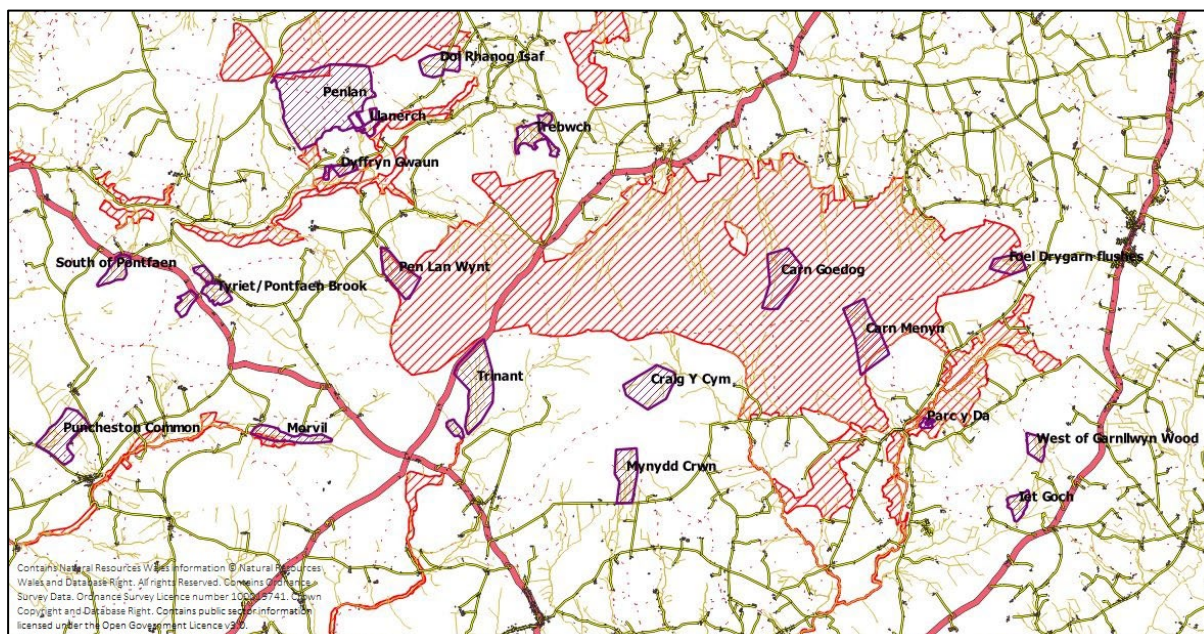 Dol Rhanog Isaf
Penlan
Llanerch
Trebwch
Dyffryn Gwaun
South of Pontfaen
Pen Lan Wynt
Carn Goedog
Foel Drygarn flushes
Tyriet/Pontfaen Brook
Carn Menyn
Trinant
Craig Y Cym
Puncheston Common
Morvil
Parc y Da
West of Garnllwyn Wood
Mynydd Crwn
Iet Goch
Contains Natural Resources Wales information © Natural Resources
Wales and Database Right. All rights Reserved. Contains Ordnance
Survey Data. Ordnance Survey Licence number 100019741. Crown
Copyright and Database Right. Contains public sector information
licensed under the Open Government Licence v3.0.